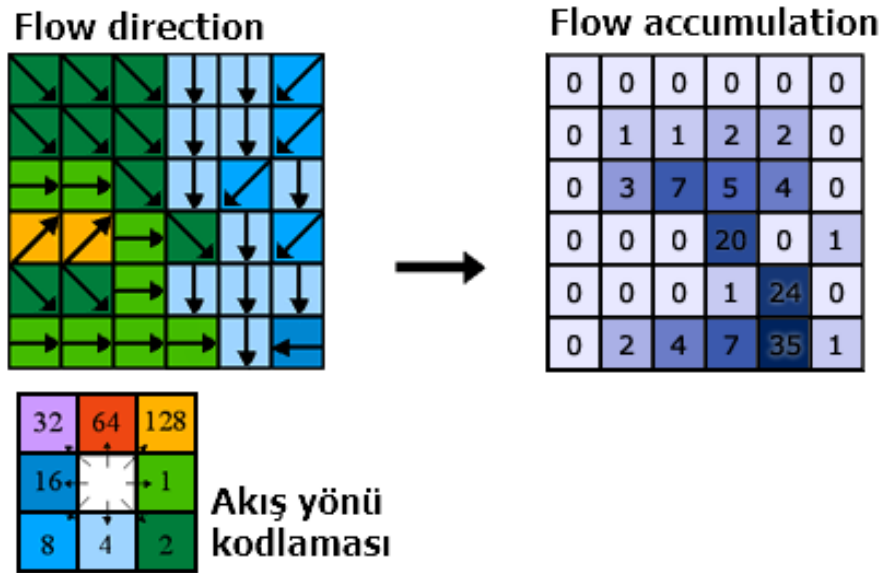 Flow direction
Flow accumulation
0 0 0 0 0 0
0 1 1 2 2 0
0 3 7 5 4 0
0 0 0 20 0 1
0 0 0 1 24 0
0 2 4 7 35 1
32 64 128
16 1
8 4 2
Akış yönü
kodlaması